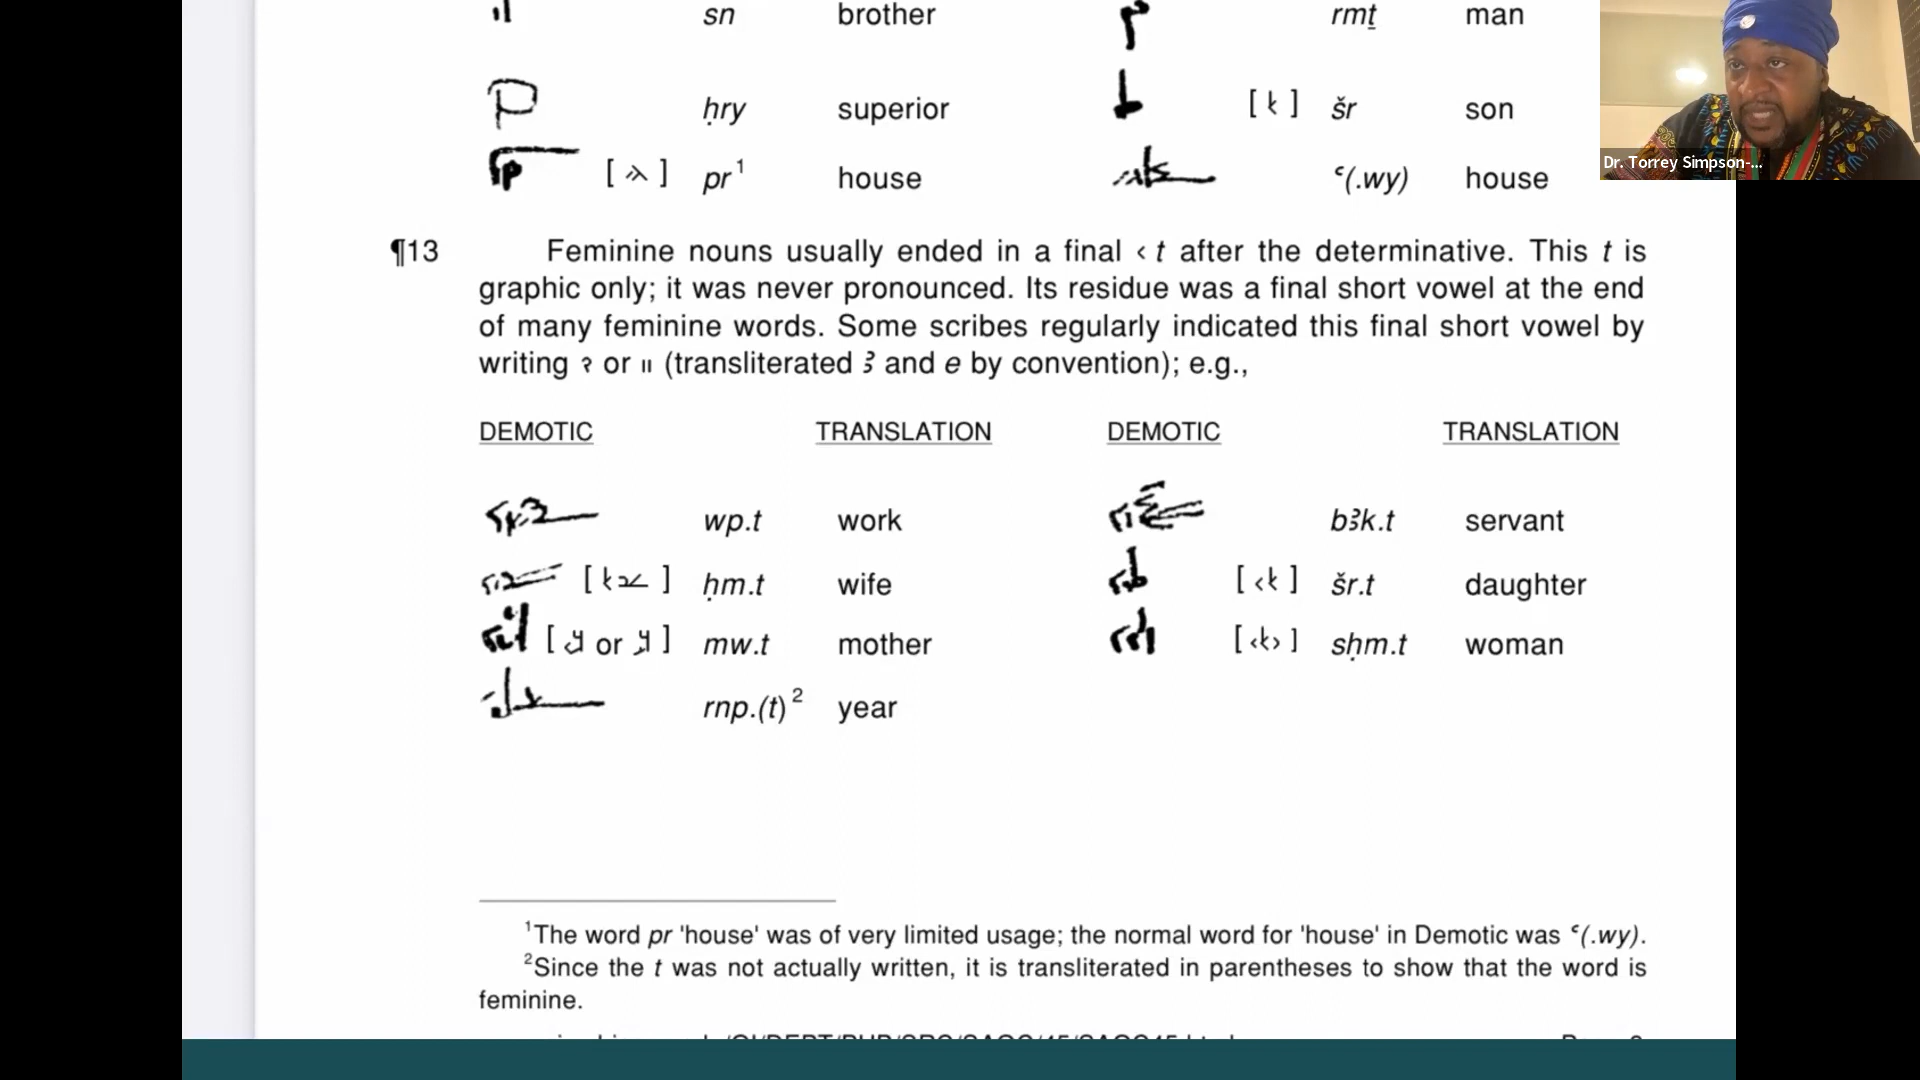 sn brother rmṯ man
ḥry superior [ ] šr son
[ ] pr¹ house ꜥ(.wy) house
Dr. Torrey Simpson-...
¶13 Feminine nouns usually ended in a final ‹ t after the determinative. This t is
graphic only; it was never pronounced. Its residue was a final short vowel at the end
of many feminine words. Some scribes regularly indicated this final short vowel by
writing or (transliterated ꜣ and e by convention); e.g.,
DEMOTIC TRANSLATION DEMOTIC TRANSLATION
wp.t work bꜣk.t servant
[ ] ḥm.t wife [ ] šr.t daughter
[ or ] mw.t mother [ ] sḥm.t woman
rnp.(t)² year
¹The word pr 'house' was of very limited usage; the normal word for 'house' in Demotic was ꜥ(.wy).
²Since the t was not actually written, it is transliterated in parentheses to show that the word is
feminine.